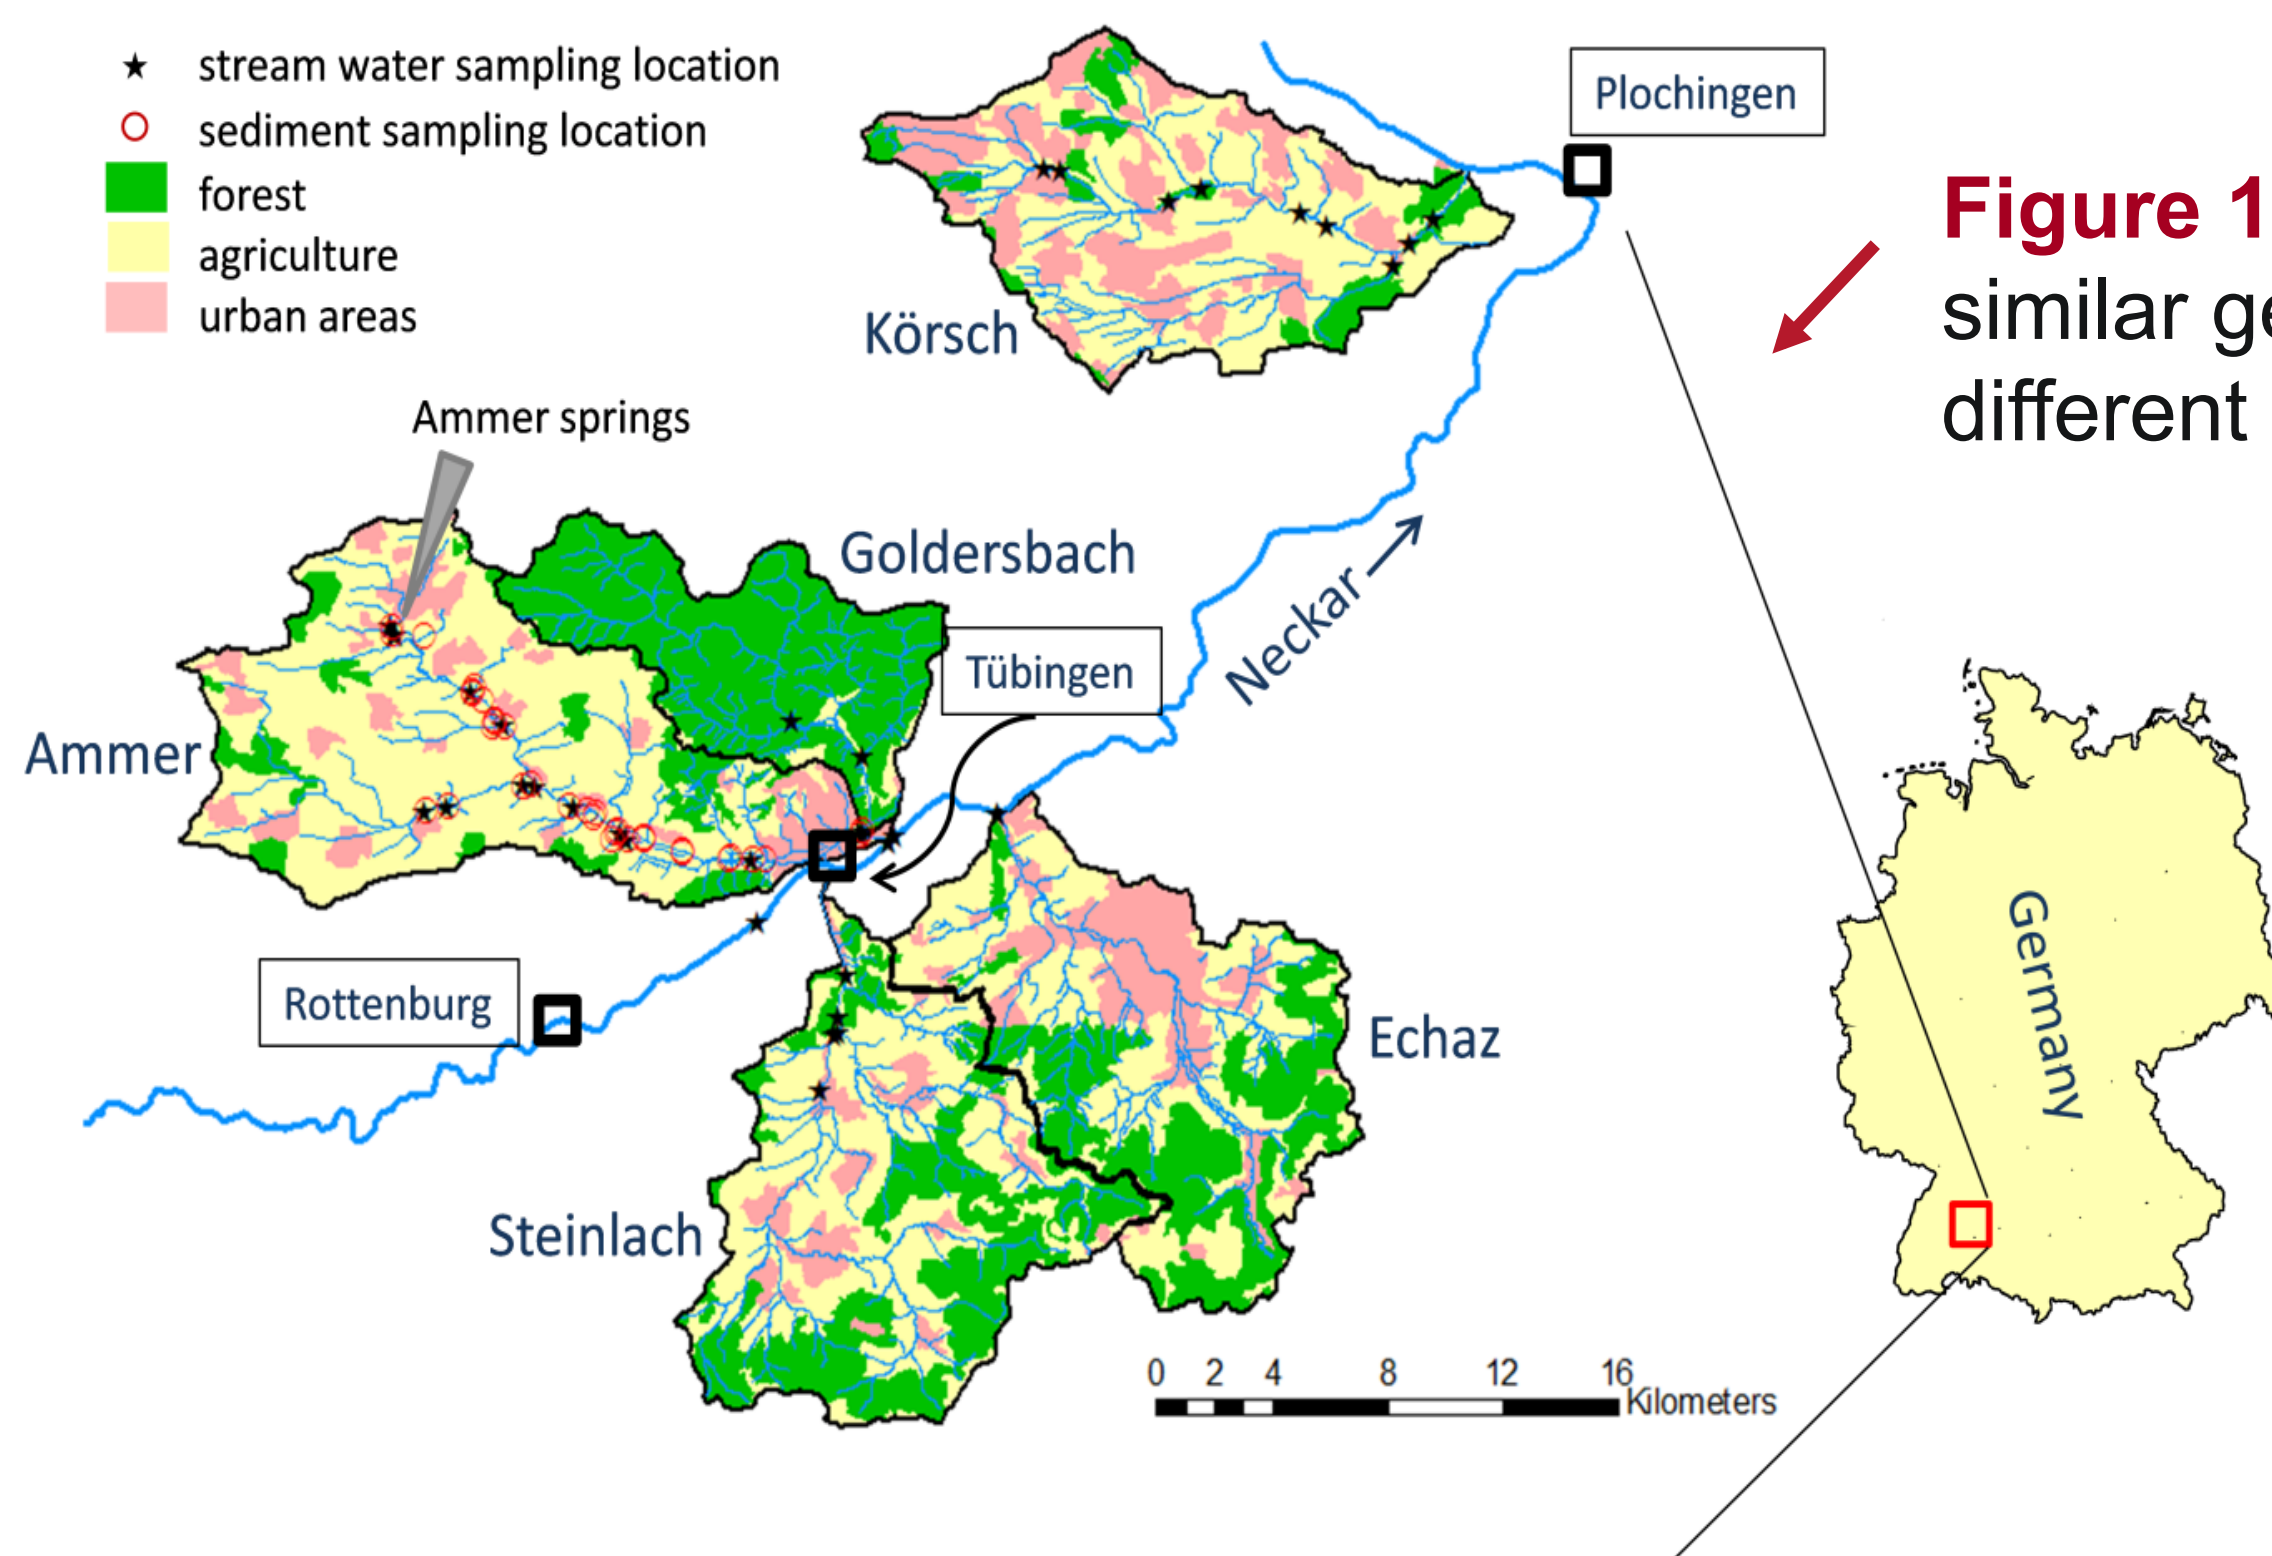 stream water sampling location
sediment sampling location
forest
agriculture
urban areas
Plochingen
Figure 1
similar ge
different
Körsch
Ammer springs
Goldersbach
Tübingen
Neckar
Ammer
Rottenburg
Echaz
Steinlach
Germany
0 2 4 8 12 16
Kilometers